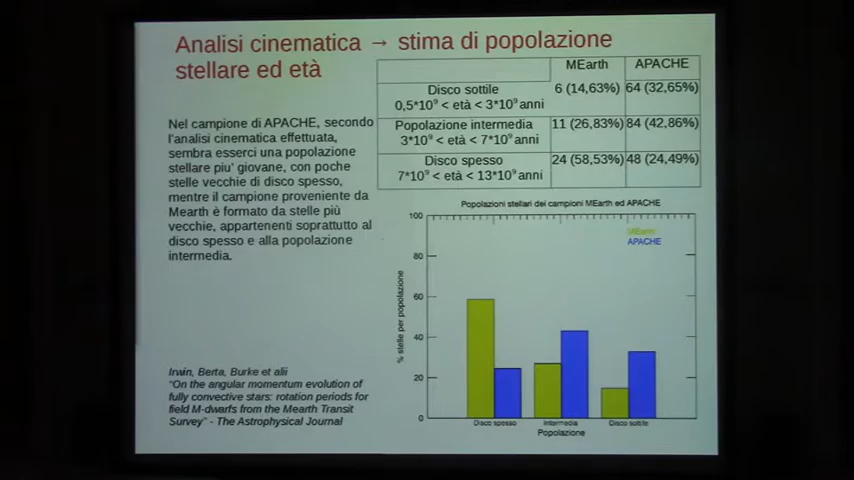 Analisi cinematica → stima di popolazione
stellare ed età
MEarth APACHE
Disco sottile
0,5*10⁹ < età < 3*10⁹ anni
6 (14,63%) 64 (32,65%)
Popolazione intermedia
3*10⁹ < età < 7*10⁹ anni
11 (26,83%) 84 (42,86%)
Disco spesso
7*10⁹ < età < 13*10⁹ anni
24 (58,53%) 48 (24,49%)
Nel campione di APACHE, secondo
l'analisi cinematica effettuata,
sembra esserci una popolazione
stellare piu' giovane, con poche
stelle vecchie di disco spesso,
mentre il campione proveniente da
Mearth è formato da stelle più
vecchie, appartenenti soprattutto al
disco spesso e alla popolazione
intermedia.
Irwin, Berta, Burke et alii
"On the angular momentum evolution of
fully convective stars: rotation periods for
field M-dwarfs from the Mearth Transit
Survey" - The Astrophysical Journal
Popolazioni stellari dei campioni MEarth ed APACHE
MEarth
APACHE
% stelle per popolazione
100
80
60
40
20
0
Disco spesso Intermedia Disco sottile
Popolazione